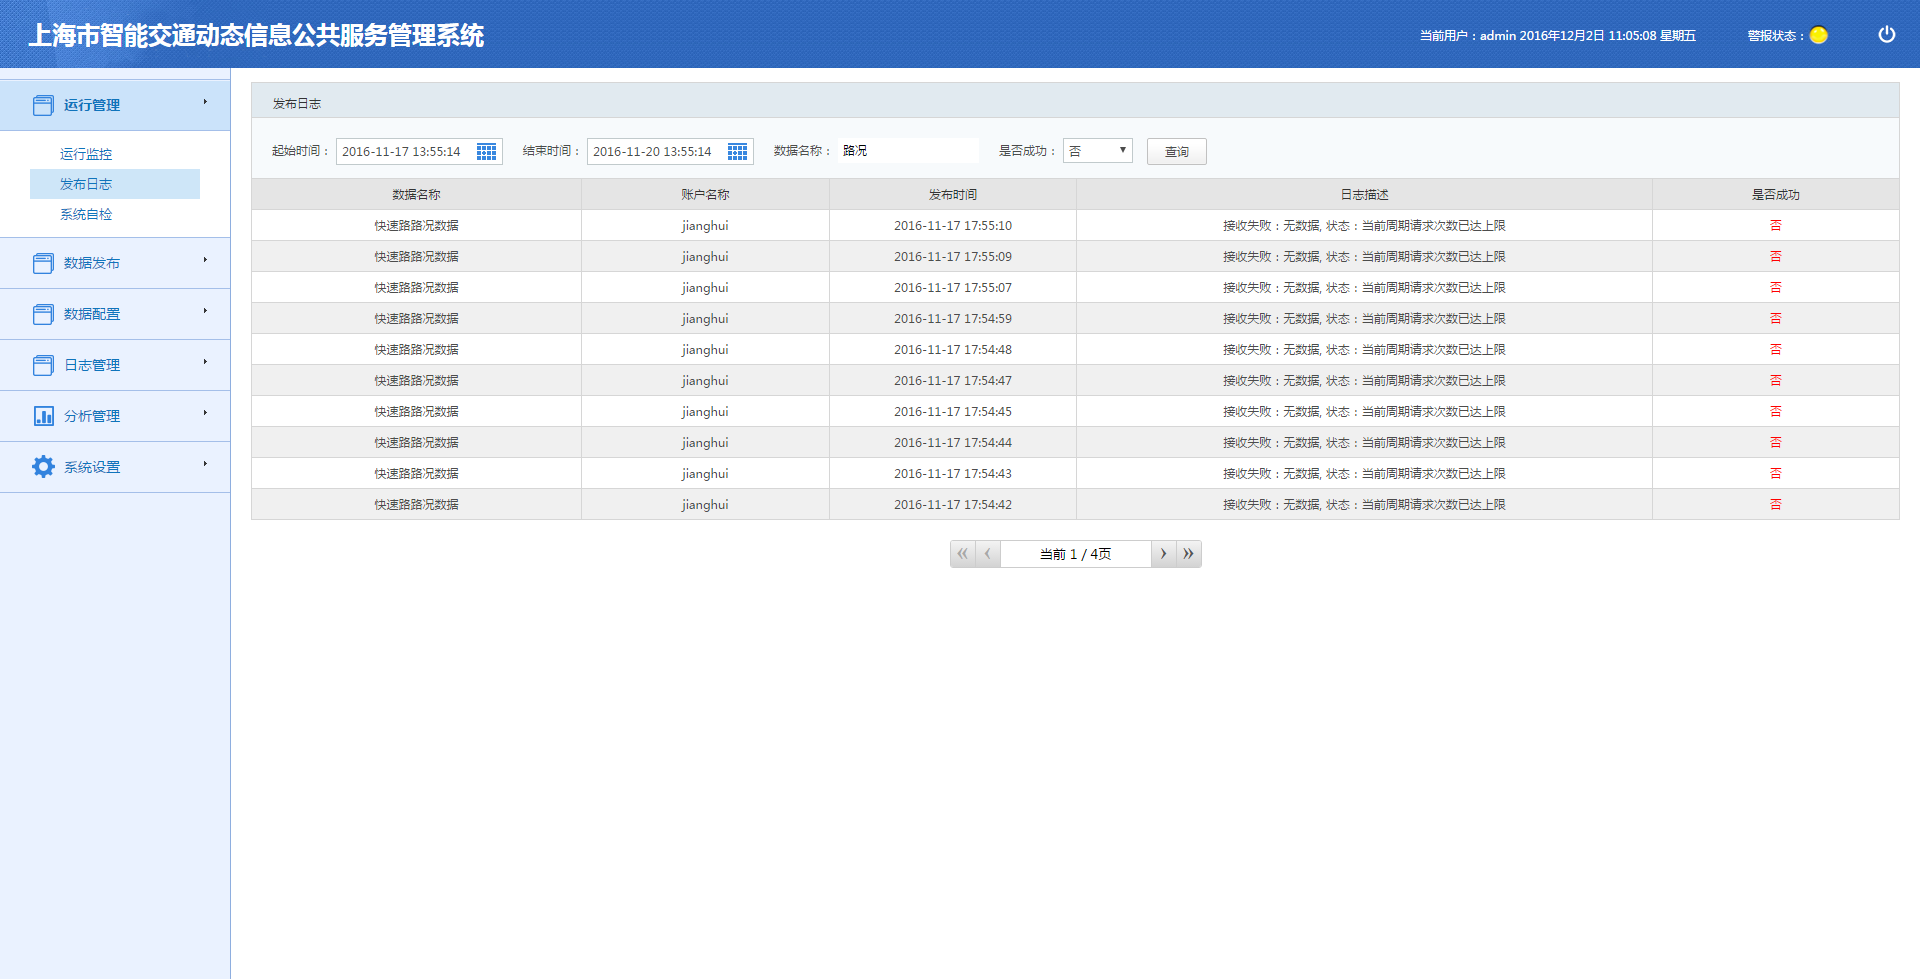 上海市智能交通动态信息公共服务管理系统
当前用户：admin 2016年12月2日 11:05:08 星期五 警报状态：
运行管理
运行监控
发布日志
系统自检
数据发布
数据配置
日志管理
分析管理
系统设置
发布日志
起始时间： 2016-11-17 13:55:14 结束时间： 2016-11-20 13:55:14 数据名称： 路况 是否成功： 否 查询
数据名称 账户名称 发布时间 日志描述 是否成功
快速路路况数据 jianghui 2016-11-17 17:55:10 接收失败：无数据, 状态：当前周期请求次数已达上限 否
快速路路况数据 jianghui 2016-11-17 17:55:09 接收失败：无数据, 状态：当前周期请求次数已达上限 否
快速路路况数据 jianghui 2016-11-17 17:55:07 接收失败：无数据, 状态：当前周期请求次数已达上限 否
快速路路况数据 jianghui 2016-11-17 17:54:59 接收失败：无数据, 状态：当前周期请求次数已达上限 否
快速路路况数据 jianghui 2016-11-17 17:54:48 接收失败：无数据, 状态：当前周期请求次数已达上限 否
快速路路况数据 jianghui 2016-11-17 17:54:47 接收失败：无数据, 状态：当前周期请求次数已达上限 否
快速路路况数据 jianghui 2016-11-17 17:54:45 接收失败：无数据, 状态：当前周期请求次数已达上限 否
快速路路况数据 jianghui 2016-11-17 17:54:44 接收失败：无数据, 状态：当前周期请求次数已达上限 否
快速路路况数据 jianghui 2016-11-17 17:54:43 接收失败：无数据, 状态：当前周期请求次数已达上限 否
快速路路况数据 jianghui 2016-11-17 17:54:42 接收失败：无数据, 状态：当前周期请求次数已达上限 否
当前 1 / 4页